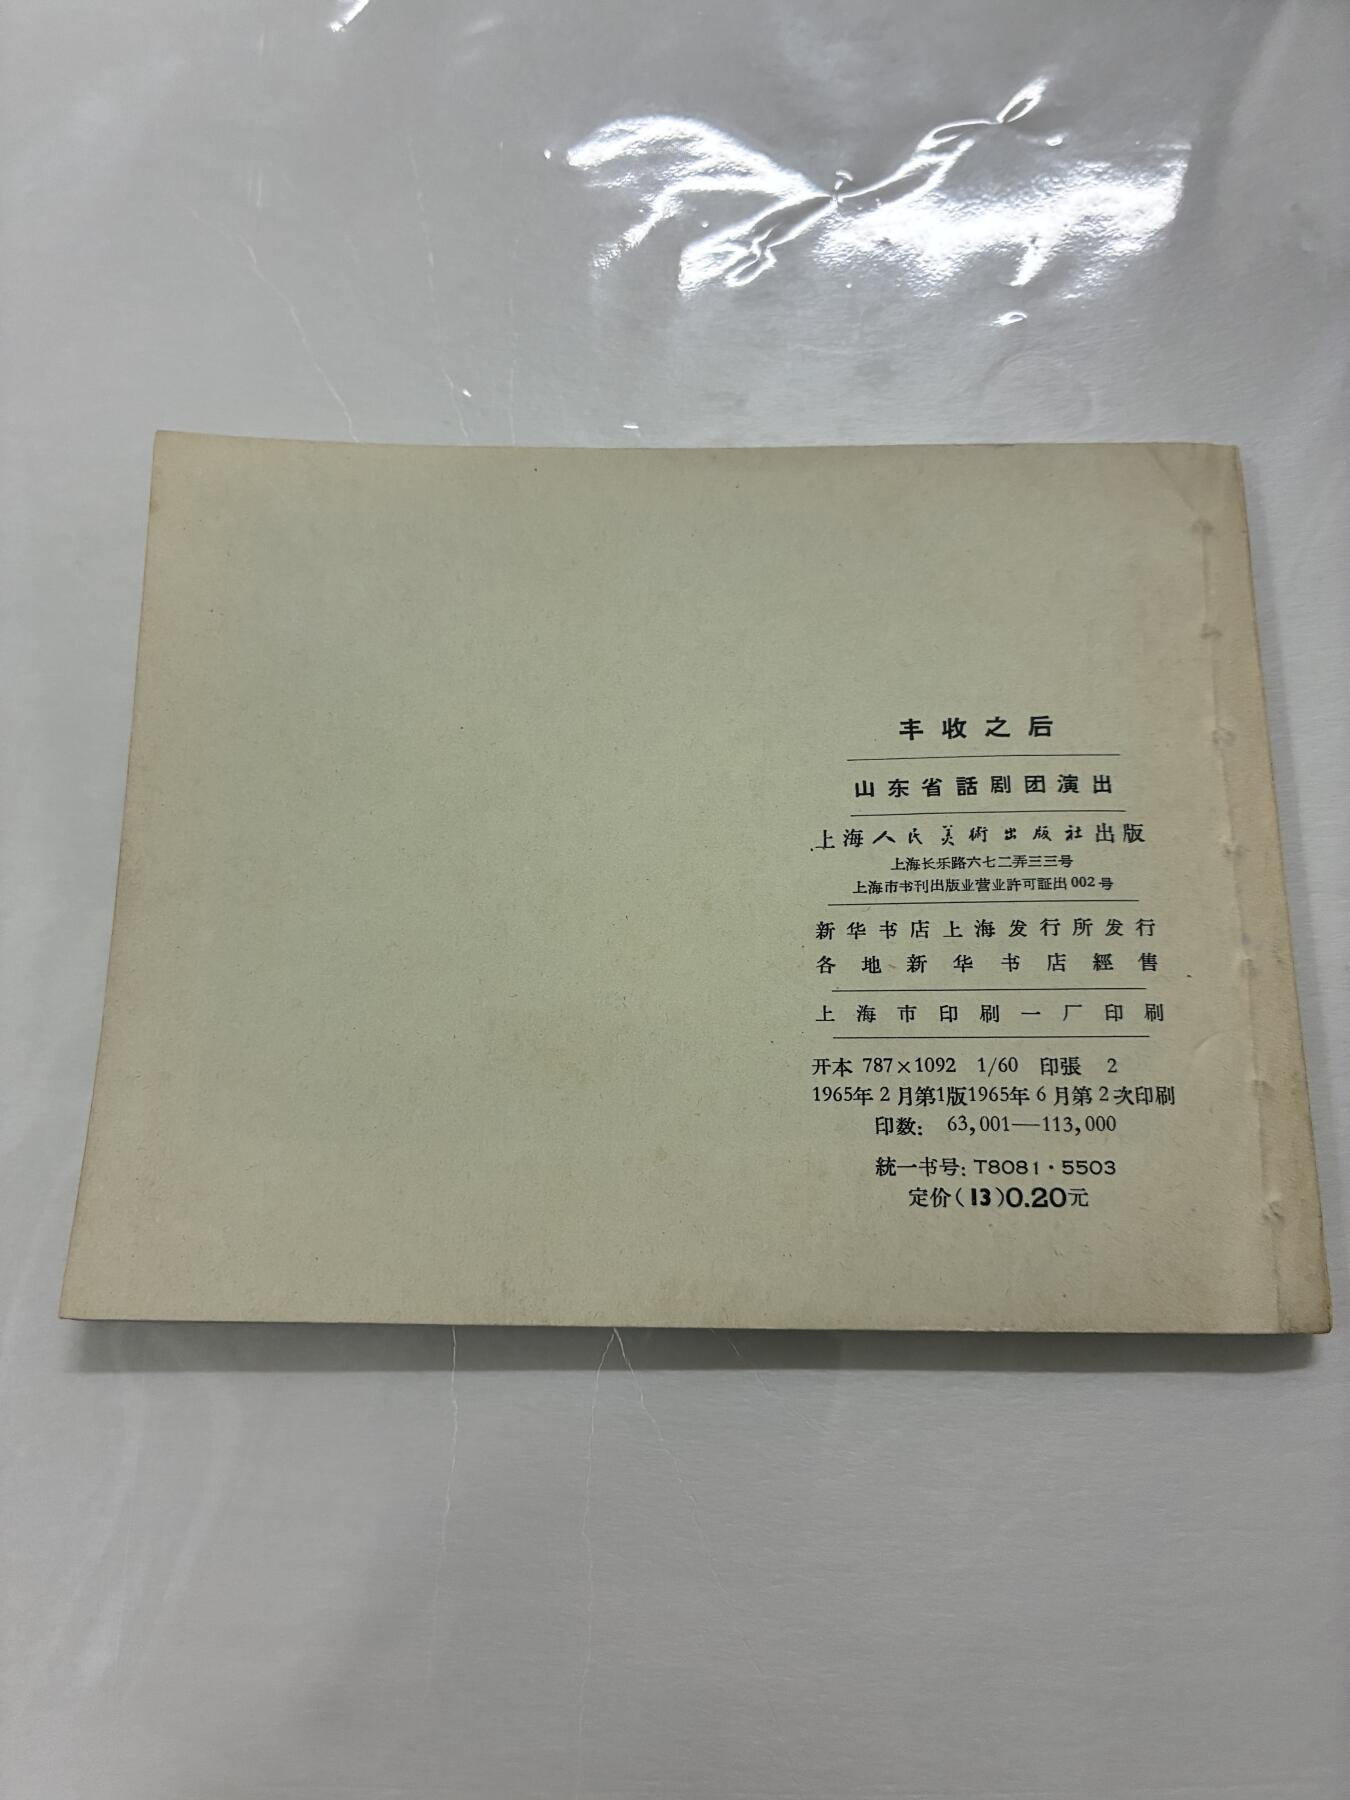 丰收之后
山东省話剧团演出
上海人民美術出版社出版
上海长乐路六七二弄三三号
上海市书刊出版业营业許可証出002号
新华书店上海发行所发行
各地新华书店經售
上海市印刷一厂印刷
开本 787×1092 1/60 印張 2
1965年2月第1版1965年6月第2次印刷
印数: 63,001—113,000
統一书号: T8081·5503
定价(13)0.20元